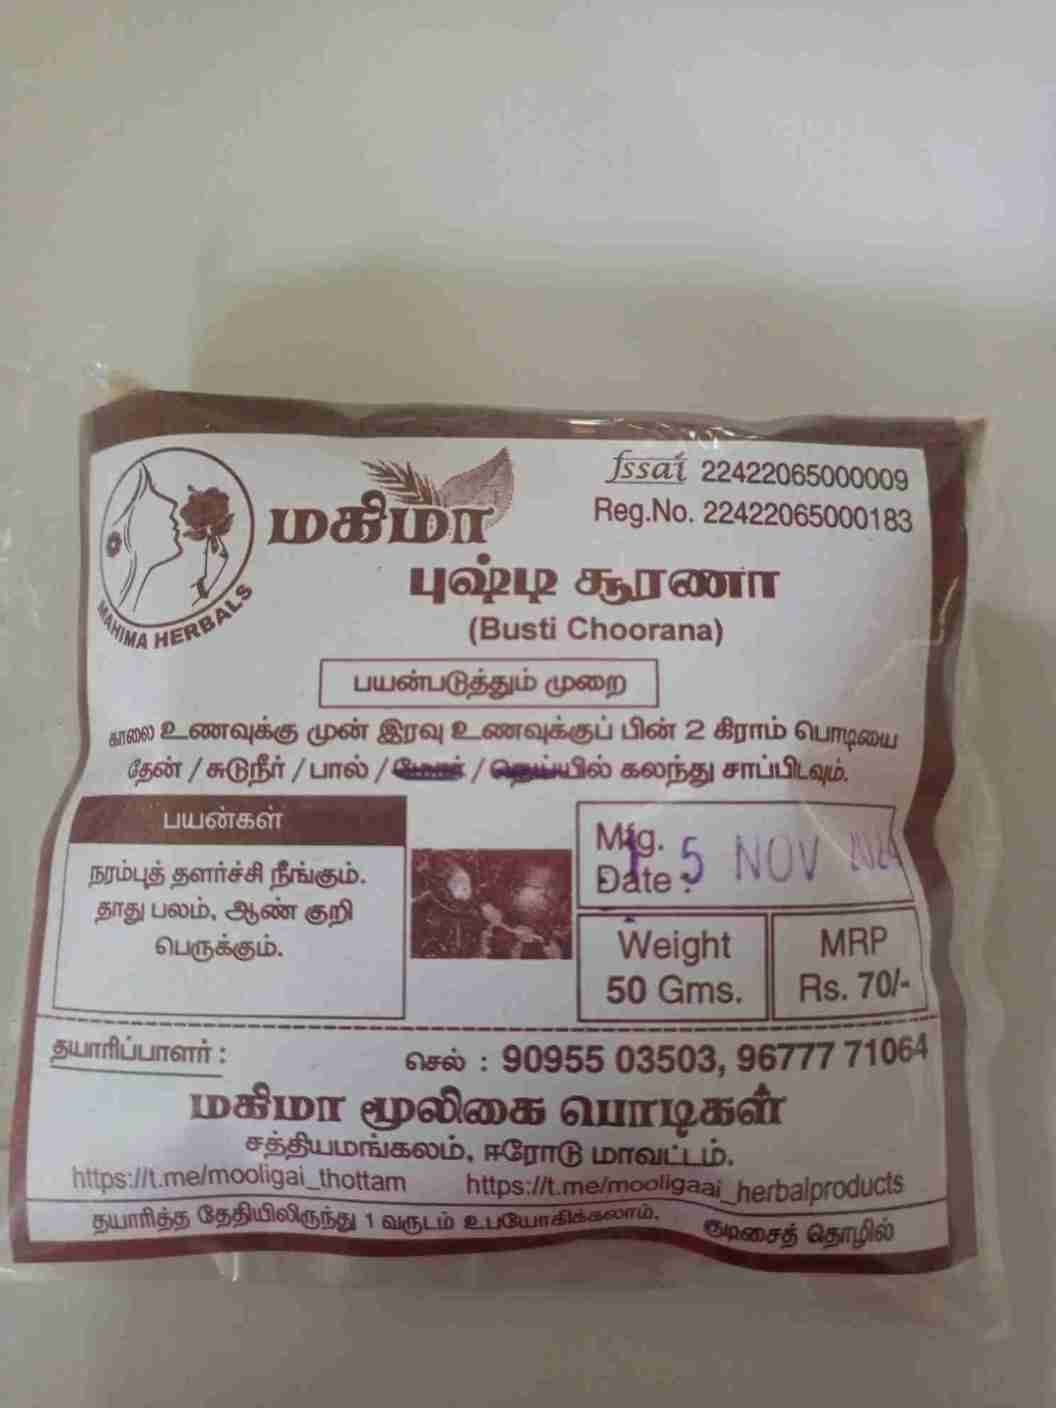 fssai 22422065000009
Reg.No. 22422065000183
மகிமா
MAHIMA HERBALS
புஷ்டி சூரணா
(Busti Choorana)
பயன்படுத்தும் முறை
காலை உணவுக்கு முன் இரவு உணவுக்குப் பின் 2 கிராம் பொடியை
தேன் / சுடுநீர் / பால் / மோர் / நெய்யில் கலந்து சாப்பிடவும்.
பயன்கள்
நரம்புத் தளர்ச்சி நீங்கும்.
தாது பலம், ஆண் குறி
பெருக்கும்.
Mfg. 15 NOV 2024
Date :
Weight
50 Gms.
MRP
Rs. 70/-
தயாரிப்பாளர் :
செல் : 90955 03503, 96777 71064
மகிமா மூலிகை பொடிகள்
சத்தியமங்கலம், ஈரோடு மாவட்டம்.
https://t.me/mooligai_thottam https://t.me/mooligaai_herbalproducts
தயாரித்த தேதியிலிருந்து 1 வருடம் உபயோகிக்கலாம். குடிசைத் தொழில்